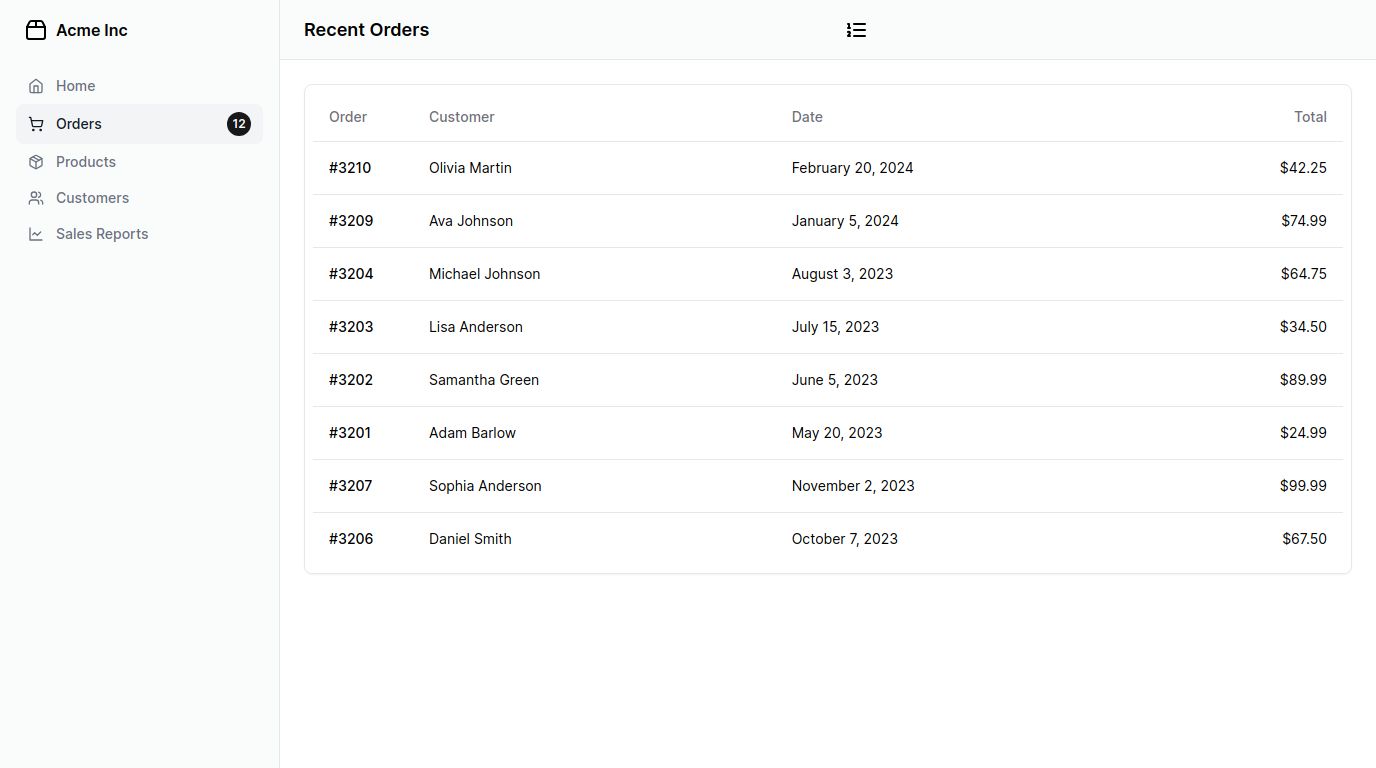 Acme Inc
Home
Orders 12
Products
Customers
Sales Reports
Recent Orders
Order Customer Date Total
#3210 Olivia Martin February 20, 2024 $42.25
#3209 Ava Johnson January 5, 2024 $74.99
#3204 Michael Johnson August 3, 2023 $64.75
#3203 Lisa Anderson July 15, 2023 $34.50
#3202 Samantha Green June 5, 2023 $89.99
#3201 Adam Barlow May 20, 2023 $24.99
#3207 Sophia Anderson November 2, 2023 $99.99
#3206 Daniel Smith October 7, 2023 $67.50